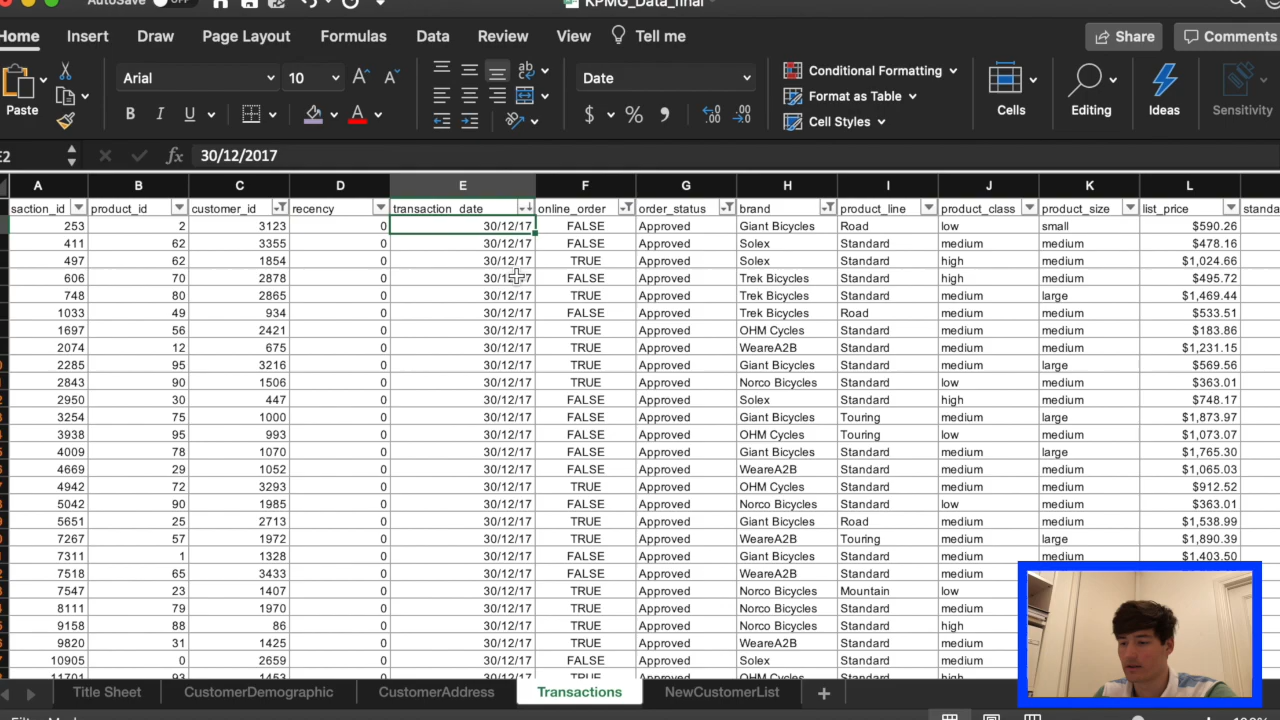 AutoSave OFF KPMG_Data_final
Home Insert Draw Page Layout Formulas Data Review View Tell me Share Comments
Arial 10 Date Conditional Formatting
Format as Table
Cell Styles
Paste Cells Editing Ideas Sensitivity
B I U A $ %
E2 fx 30/12/2017
A B C D E F G H I J K L
saction_id product_id customer_id recency transaction_date online_order order_status brand product_line product_class product_size list_price standa
253 2 3123 0 30/12/17 FALSE Approved Giant Bicycles Road low small $590.26
411 62 3355 0 30/12/17 FALSE Approved Solex Standard medium medium $478.16
497 62 1854 0 30/12/17 TRUE Approved Solex Standard high medium $1,024.66
606 70 2878 0 30/12/17 FALSE Approved Trek Bicycles Standard high medium $495.72
748 80 2865 0 30/12/17 TRUE Approved Trek Bicycles Standard medium large $1,469.44
1033 49 934 0 30/12/17 FALSE Approved Trek Bicycles Road medium medium $533.51
1697 56 2421 0 30/12/17 TRUE Approved OHM Cycles Standard medium medium $183.86
2074 12 675 0 30/12/17 TRUE Approved WeareA2B Standard medium medium $1,231.15
2285 95 3216 0 30/12/17 TRUE Approved Giant Bicycles Standard medium large $569.56
2843 90 1506 0 30/12/17 TRUE Approved Norco Bicycles Standard low medium $363.01
2950 30 447 0 30/12/17 FALSE Approved Solex Standard high medium $748.17
3254 75 1000 0 30/12/17 FALSE Approved Giant Bicycles Touring medium large $1,873.97
3938 95 993 0 30/12/17 FALSE Approved OHM Cycles Touring low medium $1,073.07
4009 78 1070 0 30/12/17 FALSE Approved Giant Bicycles Standard medium large $1,765.30
4669 29 1052 0 30/12/17 FALSE Approved WeareA2B Standard medium medium $1,065.03
4942 72 3293 0 30/12/17 TRUE Approved OHM Cycles Standard medium medium $912.52
5042 90 1985 0 30/12/17 FALSE Approved Norco Bicycles Standard low medium $363.01
5651 25 2713 0 30/12/17 TRUE Approved Giant Bicycles Road medium medium $1,538.99
7267 57 1972 0 30/12/17 TRUE Approved WeareA2B Touring medium large $1,890.39
7311 1 1328 0 30/12/17 FALSE Approved Giant Bicycles Standard medium medium $1,403.50
7518 65 3433 0 30/12/17 FALSE Approved WeareA2B Standard medium
7547 23 1407 0 30/12/17 TRUE Approved Norco Bicycles Mountain low
8111 79 1970 0 30/12/17 TRUE Approved Norco Bicycles Standard medium
9158 88 86 0 30/12/17 TRUE Approved Norco Bicycles Standard high
9820 31 1425 0 30/12/17 TRUE Approved WeareA2B Standard medium
10905 0 2659 0 30/12/17 FALSE Approved Solex Standard medium
Title Sheet CustomerDemographic CustomerAddress Transactions NewCustomerList +